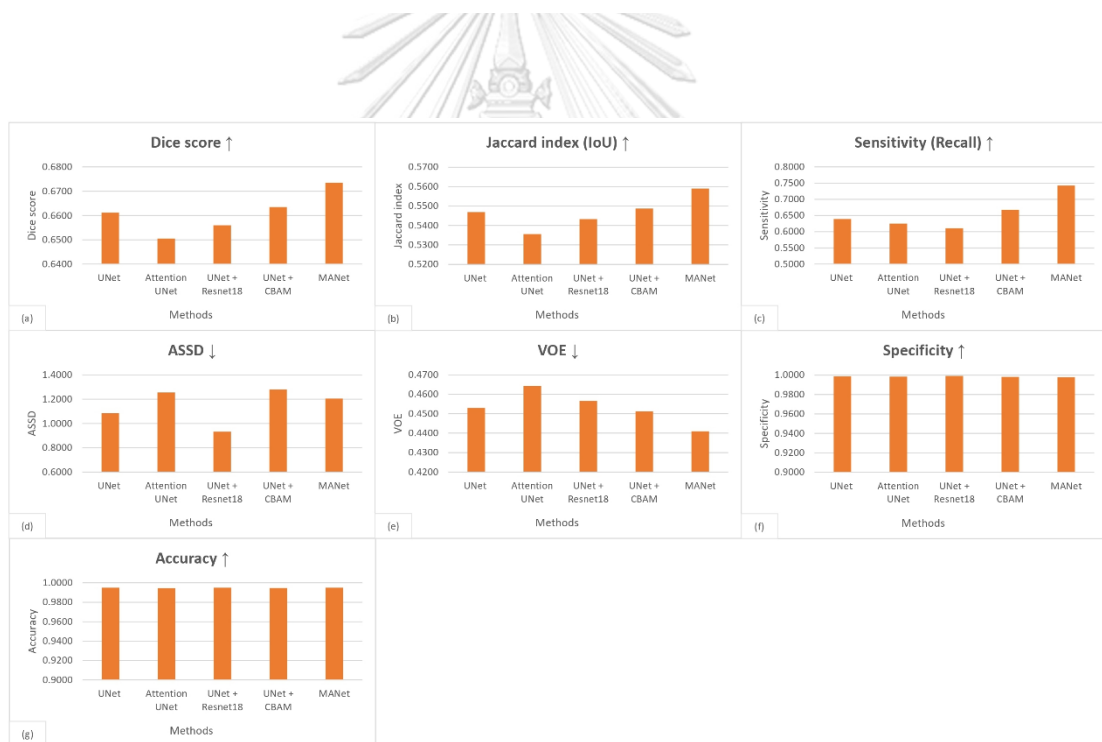 Dice score ↑
Dice score
0.6800
0.6700
0.6600
0.6500
0.6400
UNet
Attention UNet
UNet + Resnet18
UNet + CBAM
MANet
Methods
(a)
Jaccard index (IoU) ↑
Jaccard index
0.5700
0.5600
0.5500
0.5400
0.5300
0.5200
UNet
Attention UNet
UNet + Resnet18
UNet + CBAM
MANet
Methods
(b)
Sensitivity (Recall) ↑
Sensitivity
0.8000
0.7500
0.7000
0.6500
0.6000
0.5500
0.5000
UNet
Attention UNet
UNet + Resnet18
UNet + CBAM
MANet
Methods
(c)
ASSD ↓
ASSD
1.4000
1.2000
1.0000
0.8000
0.6000
UNet
Attention UNet
UNet + Resnet18
UNet + CBAM
MANet
Methods
(d)
VOE ↓
VOE
0.4700
0.4600
0.4500
0.4400
0.4300
0.4200
UNet
Attention UNet
UNet + Resnet18
UNet + CBAM
MANet
Methods
(e)
Specificity ↑
Specificity
1.0000
0.9800
0.9600
0.9400
0.9200
0.9000
UNet
Attention UNet
UNet + Resnet18
UNet + CBAM
MANet
Methods
(f)
Accuracy ↑
Accuracy
1.0000
0.9800
0.9600
0.9400
0.9200
0.9000
UNet
Attention UNet
UNet + Resnet18
UNet + CBAM
MANet
Methods
(g)